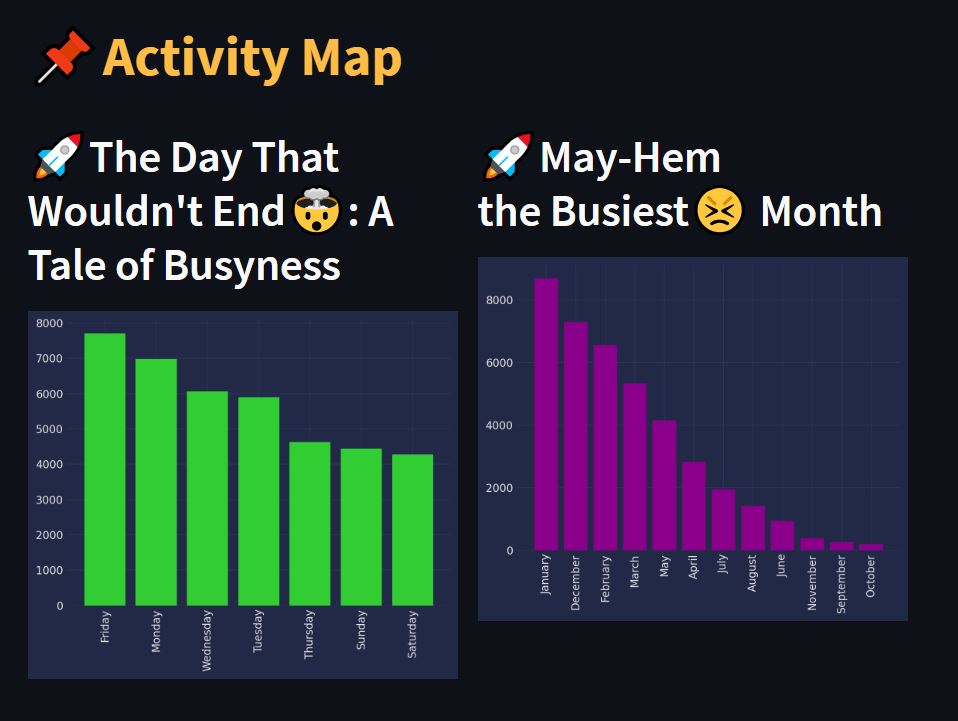 📌 Activity Map
🚀 The Day That
Wouldn't End 🤯 : A
Tale of Busyness
8000
7000
6000
5000
4000
3000
2000
1000
0
Friday
Monday
Wednesday
Tuesday
Thursday
Sunday
Saturday
🚀 May-Hem
the Busiest 😣 Month
8000
6000
4000
2000
0
January
December
February
March
May
April
July
August
June
November
September
October